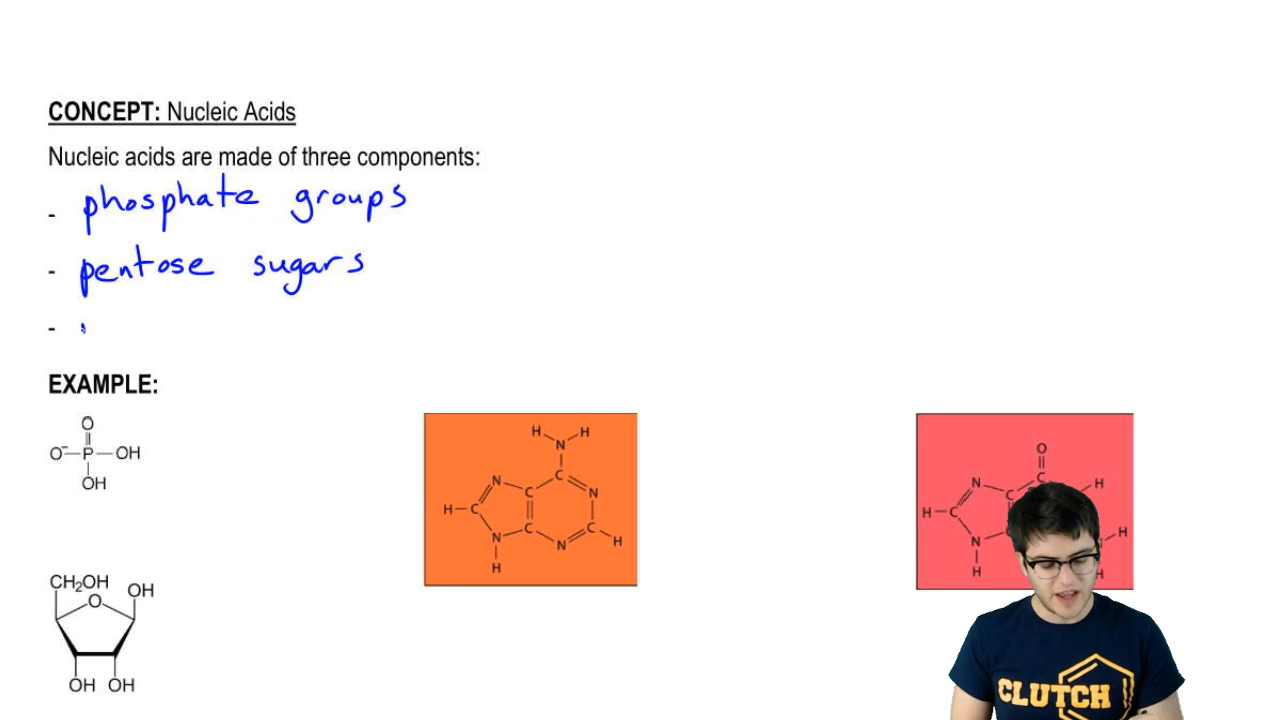 CONCEPT: Nucleic Acids
Nucleic acids are made of three components:
- phosphate groups
- pentose sugars
-
EXAMPLE:
O
O⁻—P—OH
OH
H H
N
C
N C N
H—C
C C
N N H
H
O
C
N C H
H—C
N H
H H
CH₂OH OH
O
OH OH
CLUTCH